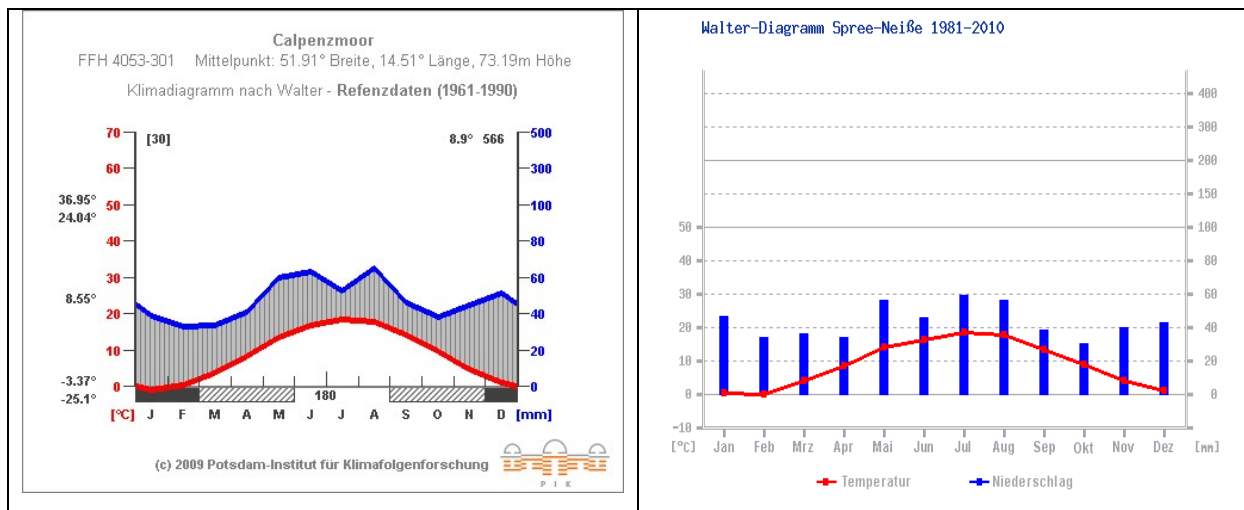 Calpenzmoor
FFH 4053-301 Mittelpunkt: 51.91° Breite, 14.51° Länge, 73.19m Höhe
Klimadiagramm nach Walter - Refenzdaten (1961-1990)
70 [30] 8.9° 566 500
60 300
36.95°
50 100
24.04°
40 80
30 60
8.55°
20 40
10 20
-3.37°
0 0
-25.1°
180
[°C] J F M A M J J A S O N D [mm]
(c) 2009 Potsdam-Institut für Klimafolgenforschung
P I K
Walter-Diagramm Spree-Neiße 1981-2010
400
300
200
50 100
40 80
30 60
20 40
10 20
0 0
-10
[°C] Jan Feb Mrz Apr Mai Jun Jul Aug Sep Okt Nov Dez [mm]
Temperatur Niederschlag